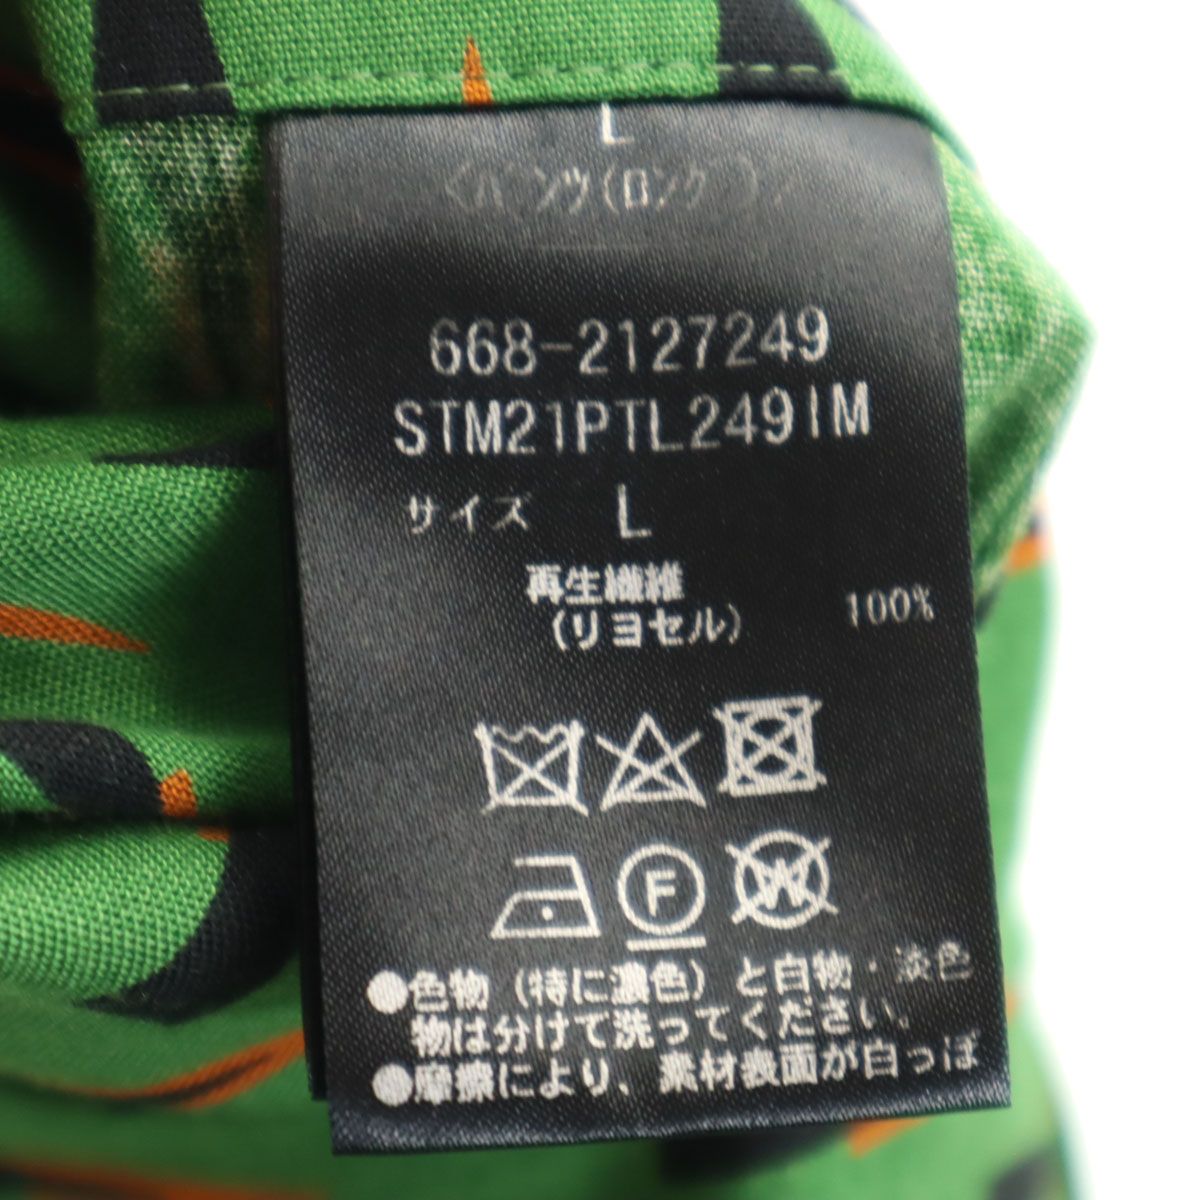 L
〈パンツ(ロング)〉
668-2127249
STM21PTL249IM
サイズ L
再生繊維
(リヨセル) 100%
F W
●色物(特に濃色)と白物・淡色
物は分けて洗ってください。
●摩擦により、素材表面が白っぽ